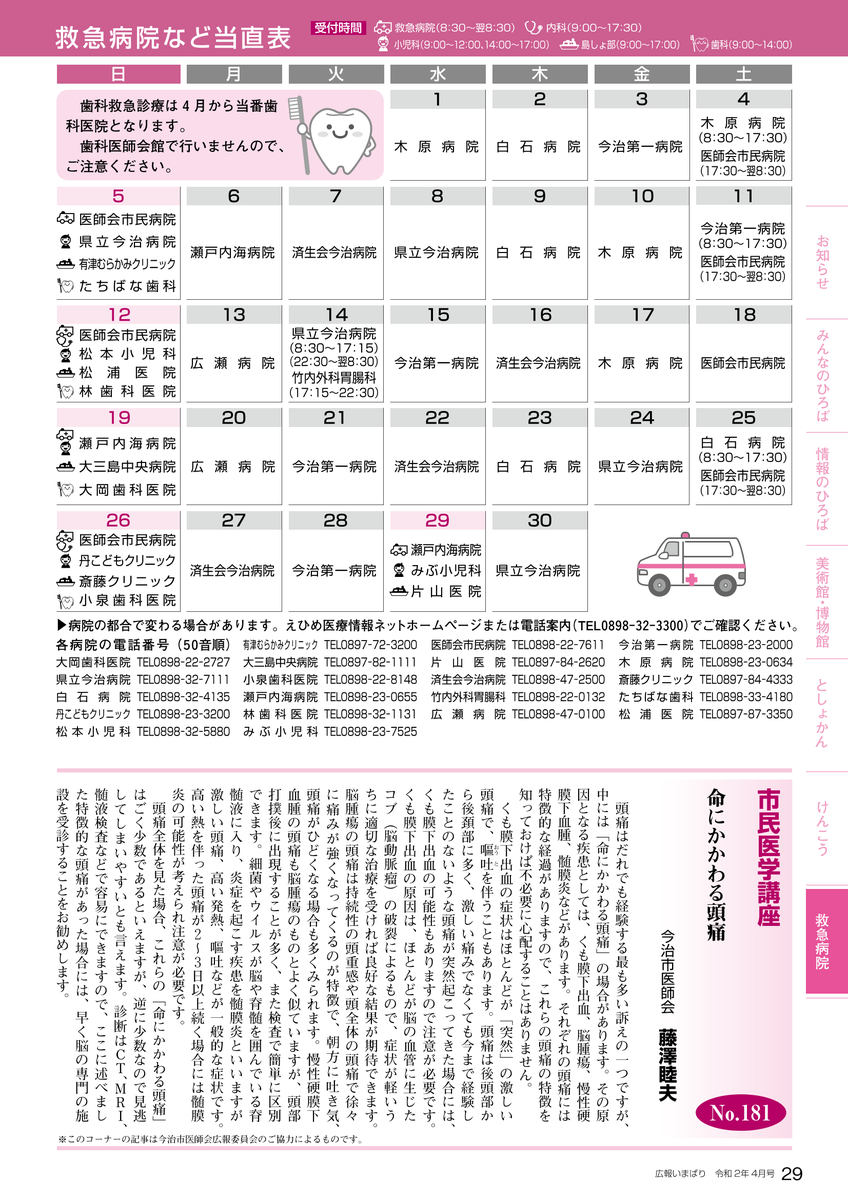 救急病院など当直表
受付時間 救急病院(8:30〜翌8:30) 内科(9:00〜17:30)
小児科(9:00〜12:00、14:00〜17:00) 島しょ部(9:00〜17:00) 歯科(9:00〜14:00)
日 月 火 水 木 金 土
歯科救急診療は4月から当番歯
科医院となります。
歯科医師会館で行いませんので、
ご注意ください。
1 2 3 4
木原病院 白石病院 今治第一病院 木原病院
(8:30〜17:30)
医師会市民病院
(17:30〜翌8:30)
5 6 7 8 9 10 11
医師会市民病院
県立今治病院
有津むらかみクリニック
たちばな歯科
瀬戸内海病院 済生会今治病院 県立今治病院 白石病院 木原病院 今治第一病院
(8:30〜17:30)
医師会市民病院
(17:30〜翌8:30)
12 13 14 15 16 17 18
医師会市民病院
松本小児科
松浦医院
林歯科医院
広瀬病院
県立今治病院
(8:30〜17:15)
(22:30〜翌8:30)
竹内外科胃腸科
(17:15〜22:30)
今治第一病院 済生会今治病院 木原病院 医師会市民病院
19 20 21 22 23 24 25
瀬戸内海病院
大三島中央病院
大岡歯科医院
広瀬病院 今治第一病院 済生会今治病院 白石病院 県立今治病院 白石病院
(8:30〜17:30)
医師会市民病院
(17:30〜翌8:30)
26 27 28 29 30
医師会市民病院
丹こどもクリニック
斎藤クリニック
小泉歯科医院
済生会今治病院 今治第一病院
瀬戸内海病院
みぶ小児科
片山医院
県立今治病院
▶病院の都合で変わる場合があります。えひめ医療情報ネットホームページまたは電話案内(TEL0898-32-3300)でご確認ください。
各病院の電話番号(50音順) 有津むらかみクリニック TEL0897-72-3200 医師会市民病院 TEL0898-22-7611 今治第一病院 TEL0898-23-2000
大岡歯科医院 TEL0898-22-2727 大三島中央病院 TEL0897-82-1111 片山医院 TEL0897-84-2620 木原病院 TEL0898-23-0634
県立今治病院 TEL0898-32-7111 小泉歯科医院 TEL0898-22-8148 済生会今治病院 TEL0898-47-2500 斎藤クリニック TEL0897-84-4333
白石病院 TEL0898-32-4135 瀬戸内海病院 TEL0898-23-0655 竹内外科胃腸科 TEL0898-22-0132 たちばな歯科 TEL0898-33-4180
丹こどもクリニック TEL0898-23-3200 林歯科医院 TEL0898-32-1131 広瀬病院 TEL0898-47-0100 松浦医院 TEL0897-87-3350
松本小児科 TEL0898-32-5880 みぶ小児科 TEL0898-23-7525
お知らせ
みんなのひろば
情報のひろば
美術館・博物館
としょかん
けんこう
救急病院
市民医学講座
命にかかわる頭痛
今治市医師会 藤澤睦夫
No.181
頭痛はだれでも経験する最も多い訴えの一つですが、
中には「命にかかわる頭痛」の場合があります。その原
因となる疾患としては、くも膜下出血、脳腫瘍、慢性硬
膜下血腫、髄膜炎などがあります。それぞれの頭痛には
特徴的な経過がありますので、これらの頭痛の特徴を
知っておけば不必要に心配することはありません。
くも膜下出血の症状はほとんどが「突然」の激しい
頭痛で、嘔吐(おうと)を伴うこともあります。頭痛は後頭部か
ら後頚部に多く、激しい痛みでなくても今まで経験し
たことのないような頭痛が突然起こってきた場合には、
くも膜下出血の可能性もありますので注意が必要です。
くも膜下出血の原因は、ほとんどが脳の血管に生じた
コブ(脳動脈瘤)の破裂によるもので、症状が軽いう
ちに適切な治療を受ければ良好な結果が期待できます。
脳腫瘍の頭痛は持続性の頭重感や頭全体の頭痛で徐々
に痛みが強くなってくるのが特徴で、朝方に吐き気、
頭痛がひどくなる場合も多くみられます。慢性硬膜下
血腫の頭痛も脳腫瘍のものとよく似ていますが、頭部
打撲後に出現することが多く、また検査で簡単に区別
できます。細菌やウイルスが脳や脊髄を囲んでいる脊
髄液に入り、炎症を起こす疾患を髄膜炎といいますが
激しい頭痛、高い発熱、嘔吐などが一般的な症状です。
高い熱を伴った頭痛が2〜3日以上続く場合には髄膜
炎の可能性が考えられ注意が必要です。
頭痛全体を見た場合、これらの「命にかかわる頭痛」
はごく少数であるといえますが、逆に少数なので見逃
してしまいやすいとも言えます。診断はCT、MRI、
髄液検査などで容易にできますので、ここに述べまし
た特徴的な頭痛があった場合には、早く脳の専門の施
設を受診することをお勧めします。
※このコーナーの記事は今治市医師会広報委員会のご協力によるものです。
広報いまばり 令和2年4月号 29